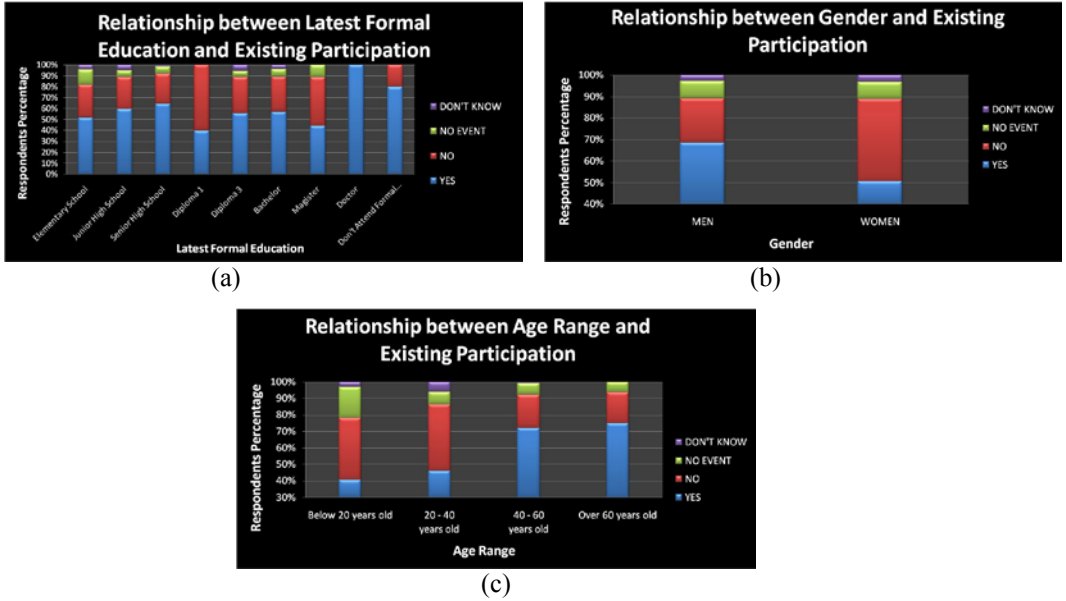 Relationship between Latest Formal
Education and Existing Participation
Respondents Percentage
100%
90%
80%
70%
60%
50%
40%
30%
20%
10%
0%
Elementary School
Junior High School
Senior High School
Diploma 1
Diploma 3
Bachelor
Magister
Doctor
Don't Attend Formal...
Latest Formal Education
DON'T KNOW
NO EVENT
NO
YES
(a)
Relationship between Gender and Existing
Participation
Respondents Percentage
100%
90%
80%
70%
60%
50%
40%
MEN
WOMEN
Gender
DON'T KNOW
NO EVENT
NO
YES
(b)
Relationship between Age Range and
Existing Participation
Respondents Percentage
100%
90%
80%
70%
60%
50%
40%
30%
Below 20 years old
20 - 40
years old
40 - 60
years old
Over 60 years old
Age Range
DON'T KNOW
NO EVENT
NO
YES
(c)